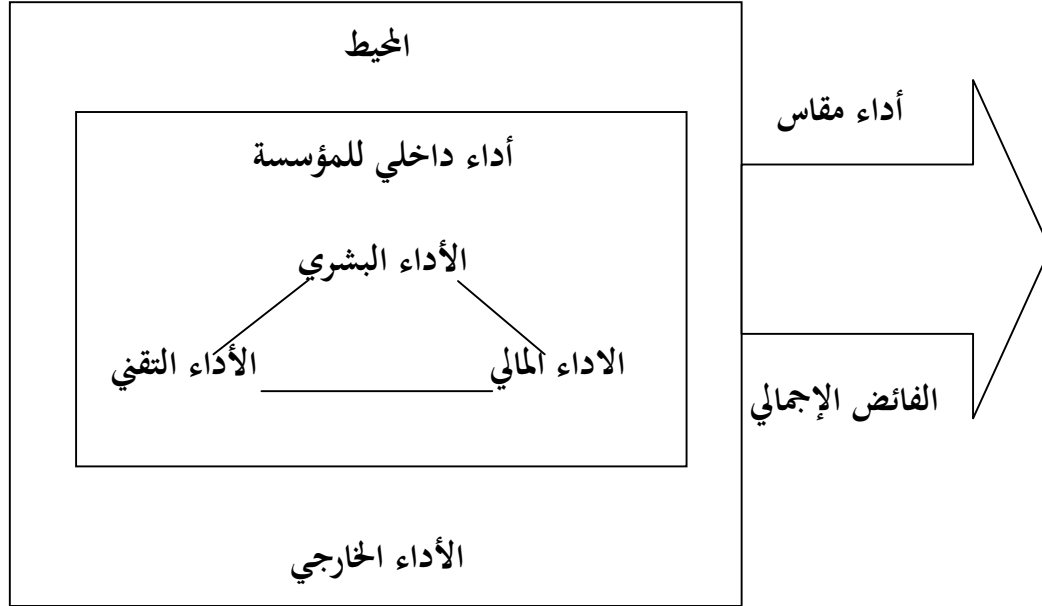 المحيط
أداء مقاس
أداء داخلي للمؤسسة
الأداء البشري
الاداء المالي
الأداء التقني
الفائض الإجمالي
الأداء الخارجي